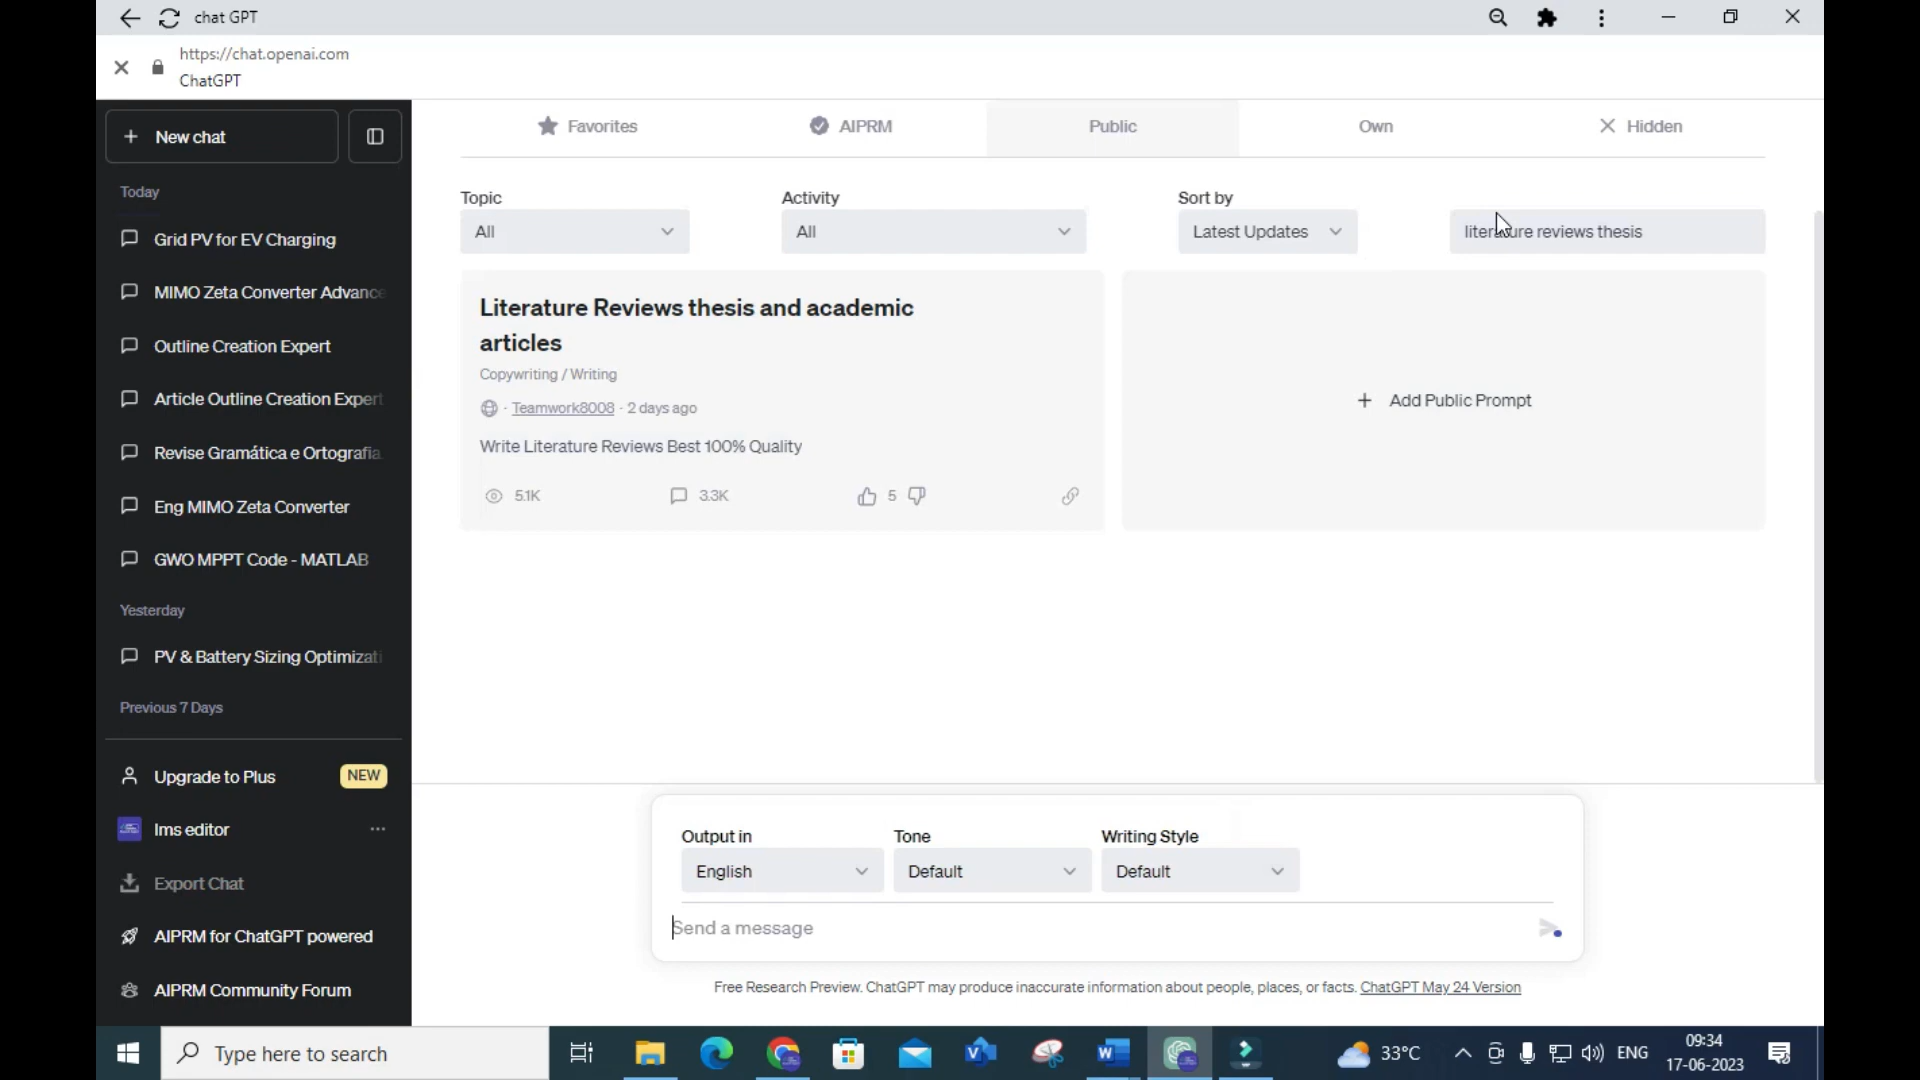 chat GPT
https://chat.openai.com
ChatGPT
New chat
Today
Grid PV for EV Charging
MIMO Zeta Converter Advance
Outline Creation Expert
Article Outline Creation Expert
Revise Gramática e Ortografia
Eng MIMO Zeta Converter
GWO MPPT Code - MATLAB
Yesterday
PV & Battery Sizing Optimizati
Previous 7 Days
Upgrade to Plus NEW
lms editor
Export Chat
AIPRM for ChatGPT powered
AIPRM Community Forum
Favorites AIPRM Public Own Hidden
Topic Activity Sort by
All All Latest Updates literature reviews thesis
Literature Reviews thesis and academic
articles
Copywriting / Writing
· Teamwork8008 · 2 days ago
Write Literature Reviews Best 100% Quality
5.1K 3.3K 5
+ Add Public Prompt
Output in Tone Writing Style
English Default Default
Send a message
Free Research Preview. ChatGPT may produce inaccurate information about people, places, or facts. ChatGPT May 24 Version
Type here to search
33°C ENG
09:34
17-06-2023